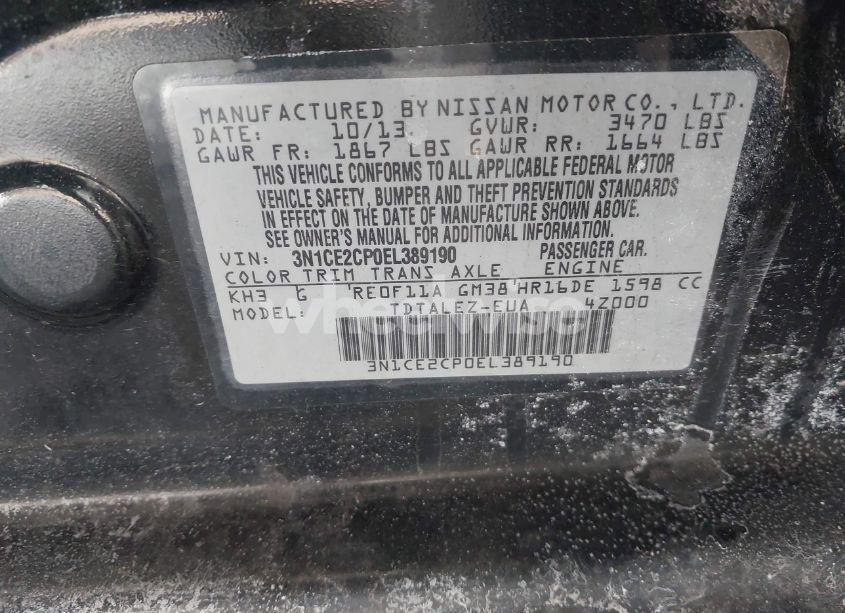 MANUFACTURED BY NISSAN MOTOR CO., LTD.
DATE: 10/13 GVWR: 3470 LBS
GAWR FR: 1867 LBS GAWR RR: 1664 LBS
THIS VEHICLE CONFORMS TO ALL APPLICABLE FEDERAL MOTOR
VEHICLE SAFETY, BUMPER AND THEFT PREVENTION STANDARDS
IN EFFECT ON THE DATE OF MANUFACTURE SHOWN ABOVE.
SEE OWNER'S MANUAL FOR ADDITIONAL INFORMATION.
VIN: 3N1CE2CP0EL389190 PASSENGER CAR.
COLOR TRIM TRANS AXLE ENGINE
KH3 G RE0F11A GM38 HR16DE 1598 CC
MODEL: TDTALEZ-EUA 4Z000
3N1CE2CP0EL389190